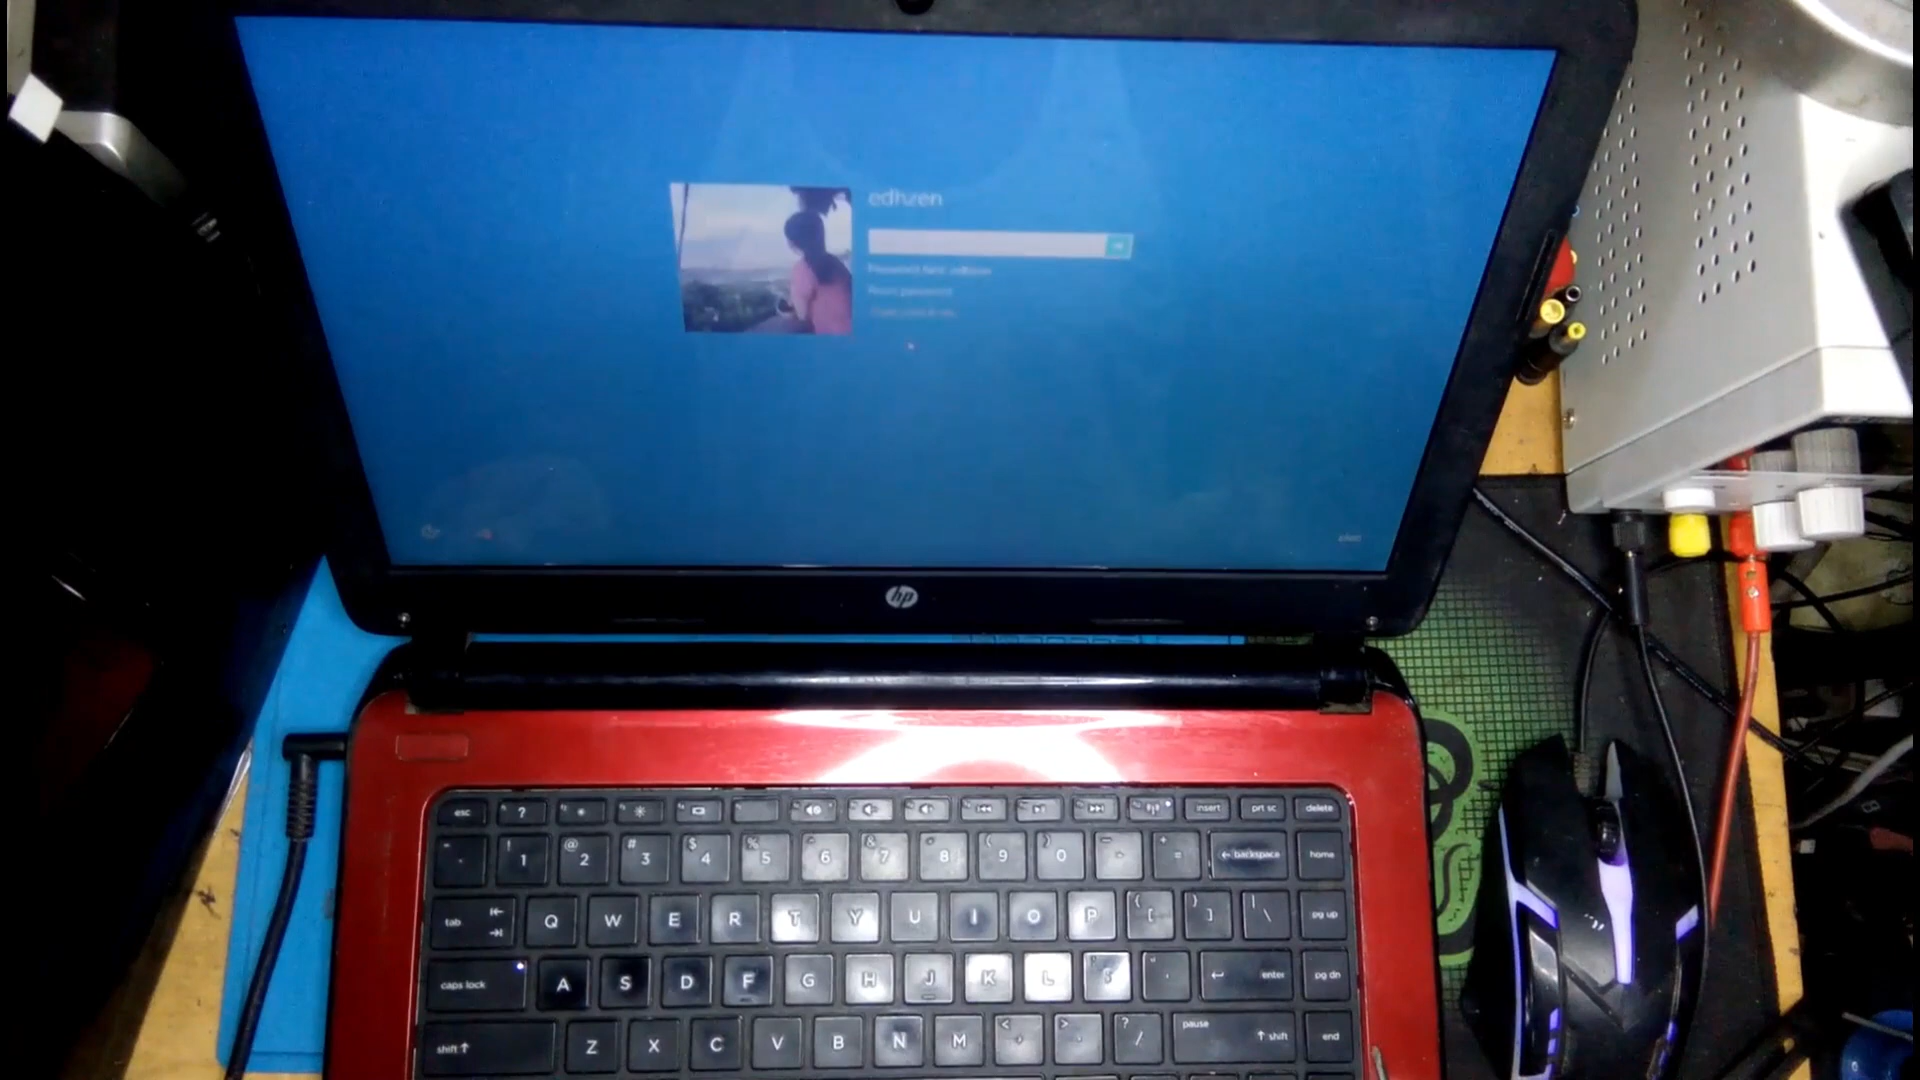 edhzen
hp
esc ? insert prt sc delete
! 1 @ 2 # 3 $ 4 % 5 6 & 7 8 ( 9 ) 0 - + = backspace home
tab Q W E R T Y U I O P { [ } ] | \ pg up
caps lock A S D F G H J K L ; enter pg dn
shift Z X C V B N M < > ? / pause shift end